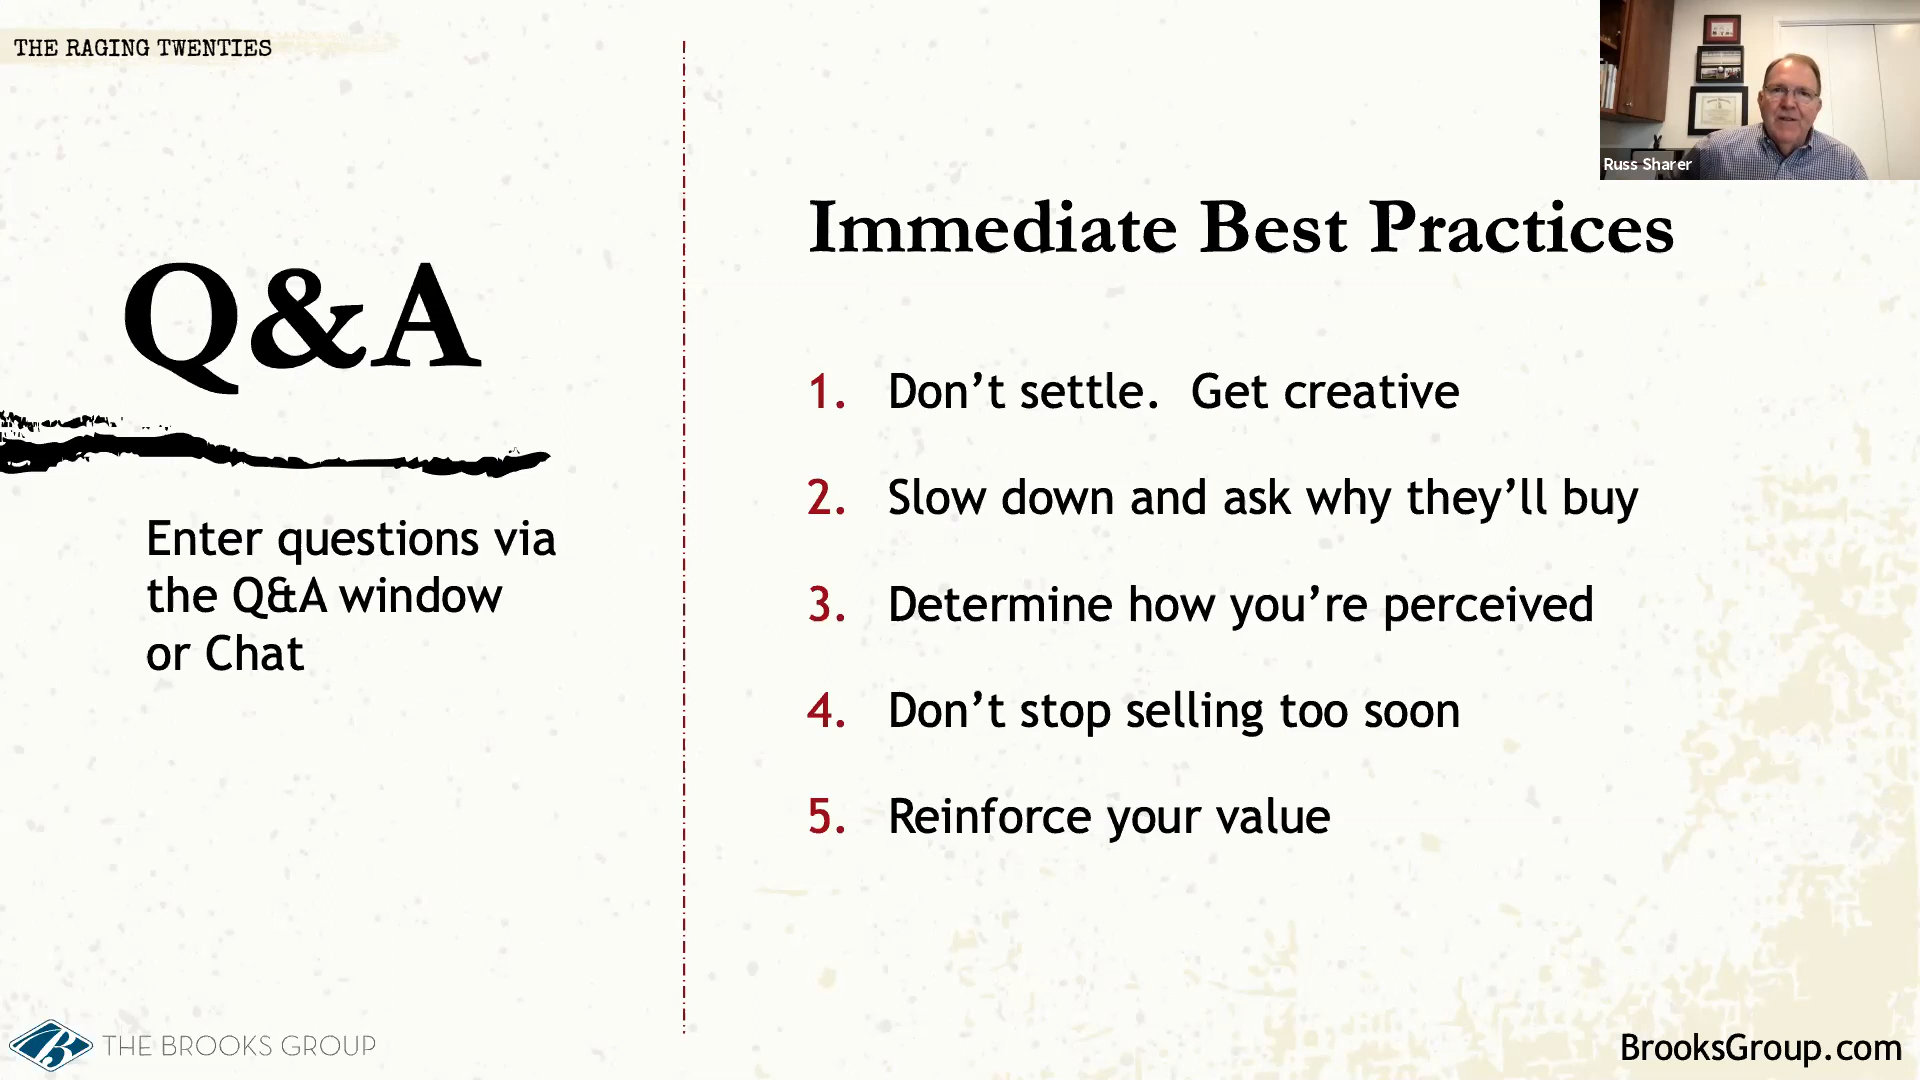 THE RAGING TWENTIES
Russ Sharer
Q&A
Enter questions via
the Q&A window
or Chat
Immediate Best Practices
1. Don’t settle.  Get creative
2. Slow down and ask why they’ll buy
3. Determine how you’re perceived
4. Don’t stop selling too soon
5. Reinforce your value
THE BROOKS GROUP
BrooksGroup.com